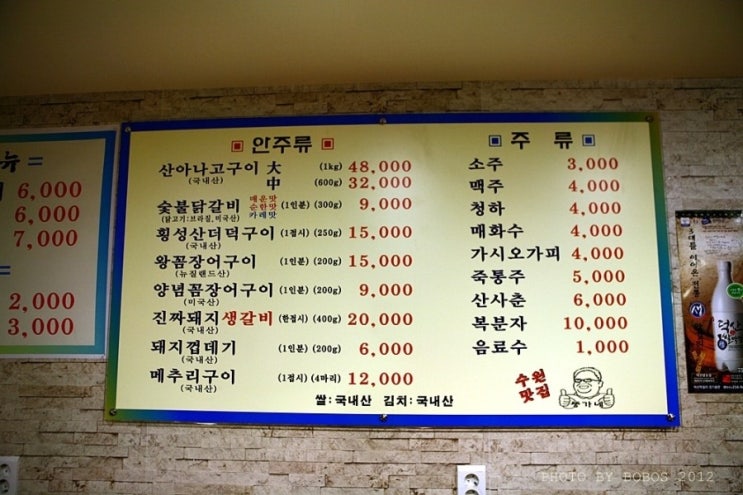 뉴 =
6,000
6,000
7,000
=
2,000
3,000
안주류
산아나고구이 大 (1kg) 48,000
(국내산) 中 (600g) 32,000
숯불닭갈비 매운맛 순한맛 카레맛 (1인분) (300g) 9,000
(닭고기:브라질,미국산)
횡성산더덕구이 (1접시) (250g) 15,000
(국내산)
왕꼼장어구이 (1인분) (200g) 15,000
(뉴질랜드산)
양념꼼장어구이 (1인분) (200g) 9,000
(미국산)
진짜돼지생갈비 (한접시) (400g) 20,000
(국내산)
돼지껍데기 (1인분) (200g) 6,000
(국내산)
메추리구이 (1접시) (4마리) 12,000
(국내산)
쌀:국내산 김치:국내산
주류
소주 3,000
맥주 4,000
청하 4,000
매화수 4,000
가시오가피 4,000
죽통주 5,000
산사춘 6,000
복분자 10,000
음료수 1,000
수원
맛집
PHOTO BY BOBOS 2012